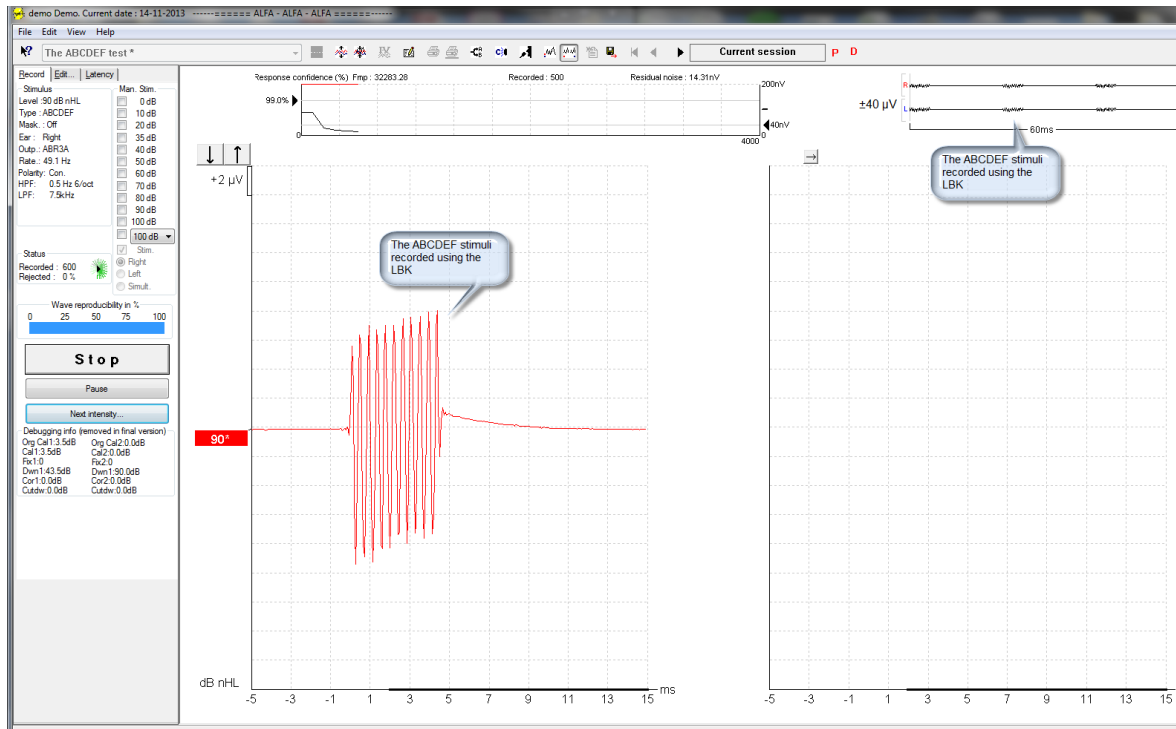 demo Demo. Current date : 14-11-2013 ------====== ALFA - ALFA - ALFA ======------
File Edit View Help
The ABCDEF test *
Current session P D
Record Edit... Latency
Stimulus
Level :90 dB nHL
Type : ABCDEF
Mask. : Off
Ear : Right
Outp.: ABR3A
Rate.: 49.1 Hz
Polarity: Con.
HPF: 0.5 Hz 6/oct
LPF: 7.5kHz
Man. Stim.
0 dB
10 dB
20 dB
35 dB
40 dB
50 dB
60 dB
70 dB
80 dB
90 dB
100 dB
100 dB
Stim.
Right
Left
Simult.
Status
Recorded : 600
Rejected : 0 %
Wave reproducibility in %
0 25 50 75 100
Stop
Pause
Next intensity...
Debugging info (removed in final version)
Org Cal1:3.5dB Org Cal2:0.0dB
Cal1:3.5dB Cal2:0.0dB
Fix1:0 Fix2:0
Dwn1:43.5dB Dwn1:90.0dB
Cor1:0.0dB Cor2:0.0dB
Cutdw:0.0dB Cutdw:0.0dB
Response confidence (%) Fmp : 32283.28 Recorded : 500 Residual noise : 14.31nV
99.0%
0
200nV
40nV
0
4000
±40 µV
R
L
60ms
The ABCDEF stimuli
recorded using the
LBK
+2 µV
The ABCDEF stimuli
recorded using the
LBK
90*
dB nHL
-5 -3 -1 1 3 5 7 9 11 13 15 ms
-5 -3 -1 1 3 5 7 9 11 13 15